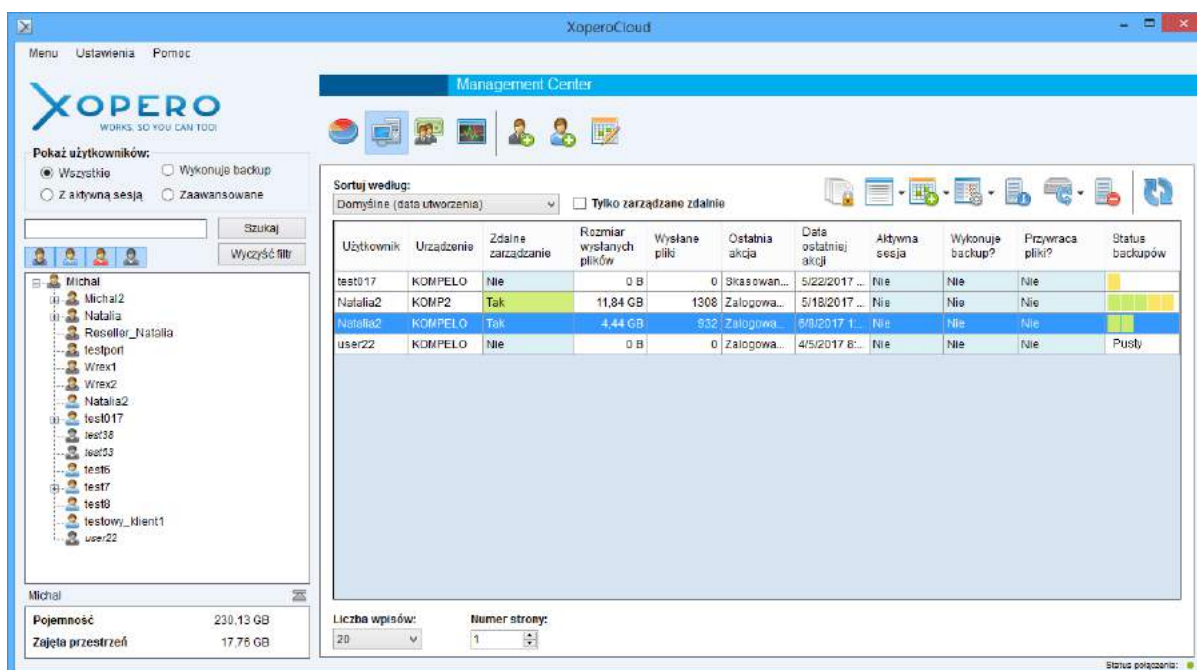 XoperoCloud
Menu Ustawienia Pomoc
XOPERO
WORKS, SO YOU CAN TOO!
Management Center
Pokaż użytkowników:
Wszystkie
Wykonuje backup
Z aktywną sesją
Zaawansowane
Szukaj
Wyczyść filtr
Michal
Michal2
Natalia
Reseller_Natalia
testport
Wrex1
Wrex2
Natalia2
test017
test38
test53
test6
test7
test8
testowy_klient1
user22
Michal
Pojemność 230,13 GB
Zajęta przestrzeń 17,76 GB
Sortuj według:
Domyślne (data utworzenia)
Tylko zarządzane zdalnie
Użytkownik Urządzenie Zdalne zarządzanie Rozmiar wysłanych plików Wysłane pliki Ostatnia akcja Data ostatniej akcji Aktywna sesja Wykonuje backup? Przywraca pliki? Status backupów
test017 KOMPELO Nie 0 B 0 Skasowan... 5/22/2017 ... Nie Nie Nie
Natalia2 KOMP2 Tak 11,84 GB 1308 Zalogowa... 5/18/2017 ... Nie Nie Nie
Natalia2 KOMPELO Tak 4,44 GB 932 Zalogowa... 6/8/2017 1:... Nie Nie Nie
user22 KOMPELO Nie 0 B 0 Zalogowa... 4/5/2017 8:... Nie Nie Nie Pusty
Liczba wpisów:
20
Numer strony:
1
Status połączenia: